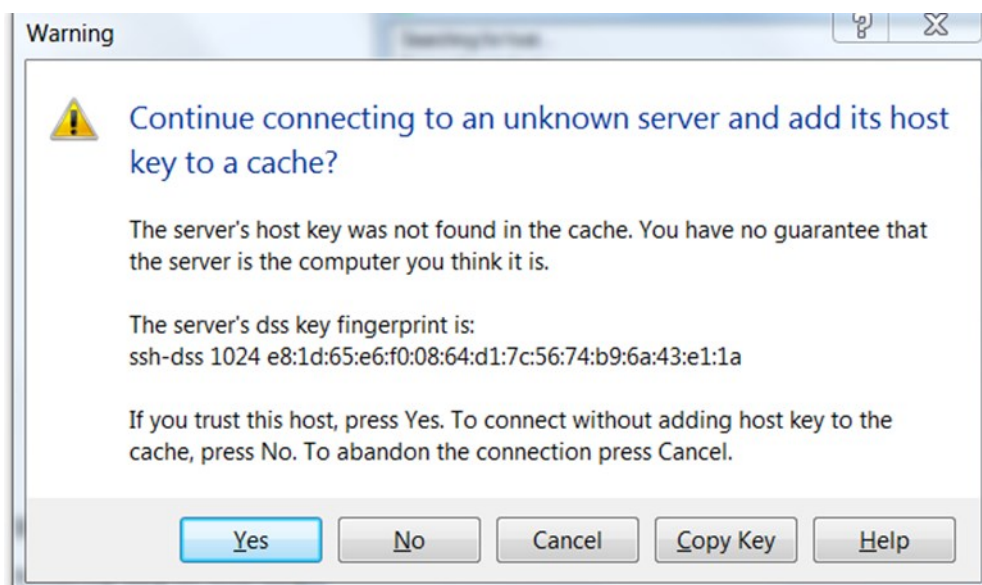 Warning
Continue connecting to an unknown server and add its host
key to a cache?
The server's host key was not found in the cache. You have no guarantee that
the server is the computer you think it is.
The server's dss key fingerprint is:
ssh-dss 1024 e8:1d:65:e6:f0:08:64:d1:7c:56:74:b9:6a:43:e1:1a
If you trust this host, press Yes. To connect without adding host key to the
cache, press No. To abandon the connection press Cancel.
Yes No Cancel Copy Key Help